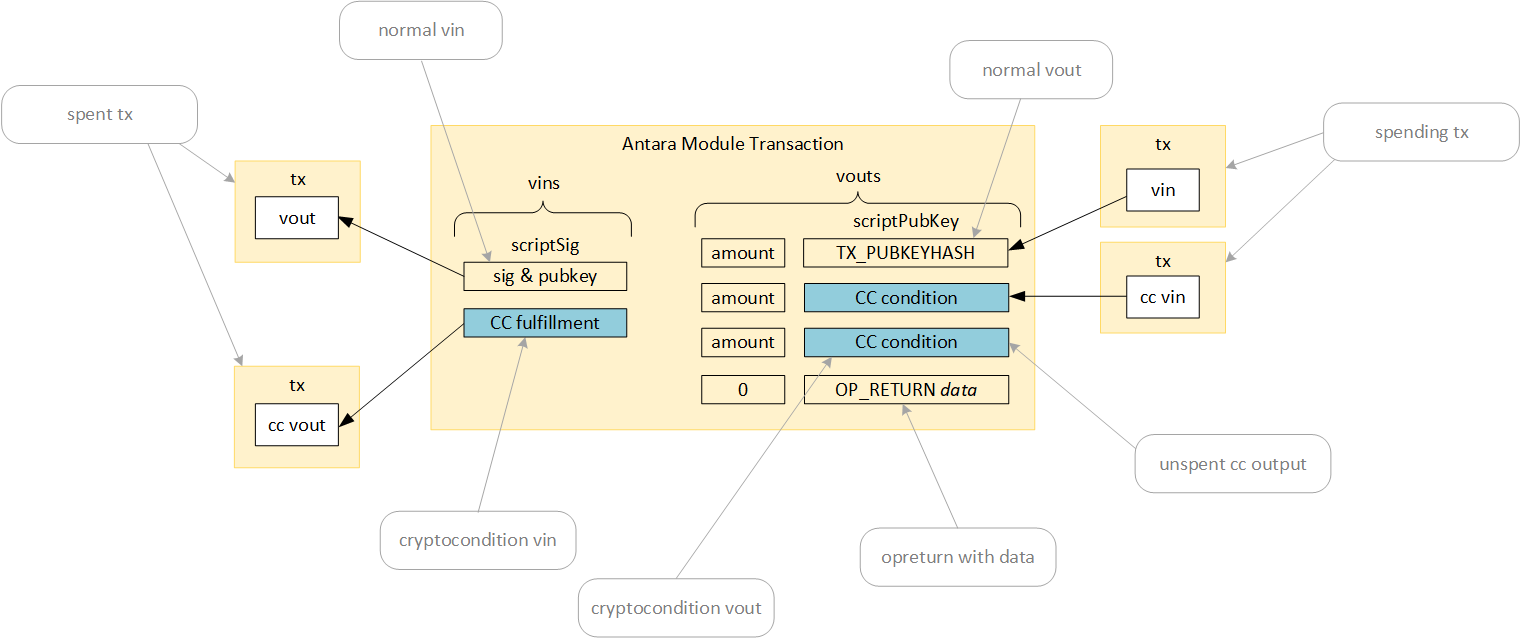 normal vin
normal vout
spent tx
spending tx
Antara Module Transaction
tx
vout
vins
vouts
tx
vin
scriptSig
scriptPubKey
sig & pubkey
amount
TX_PUBKEYHASH
CC fulfillment
amount
CC condition
tx
cc vin
amount
CC condition
0
OP_RETURN data
tx
cc vout
unspent cc output
cryptocondition vin
opreturn with data
cryptocondition vout